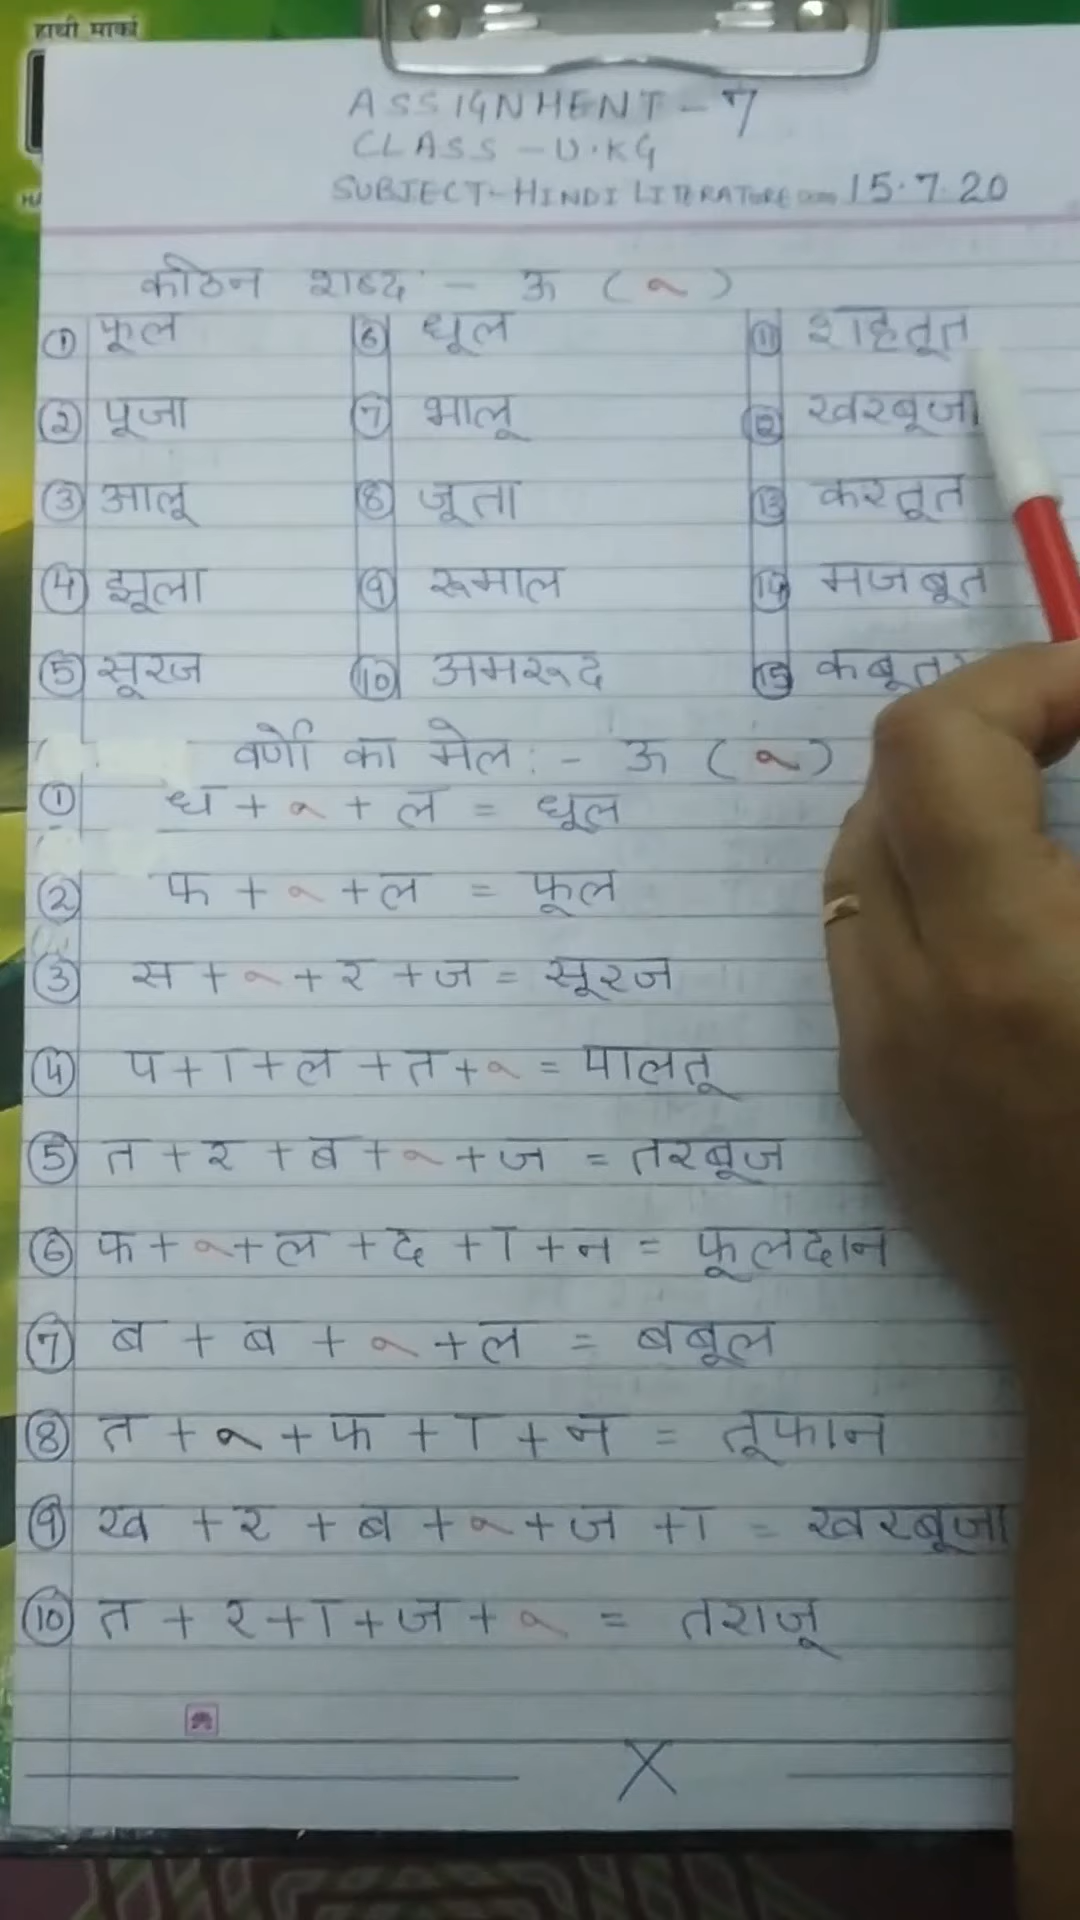 हाथी मार्का
ASSIGNMENT - 7
CLASS - U.KG
SUBJECT - HINDI LITERATURE 15.7.20
कठिन शब्द - ऊ ( ू )
① फूल ⑥ धूल ⑪ शहतूत
② पूजा ⑦ भालू ⑫ खरबूजा
③ आलू ⑧ जूता ⑬ करतूत
④ झूला ⑨ रूमाल ⑭ मजबूत
⑤ सूरज ⑩ अमरूद ⑮ कबूतर
वर्णो का मेल :- ऊ ( ू )
① ध + ू + ल = धूल
② फ + ू + ल = फूल
③ स + ू + र + ज = सूरज
④ प + ा + ल + त + ू = पालतू
⑤ त + र + ब + ू + ज = तरबूज
⑥ फ + ू + ल + द + ा + न = फूलदान
⑦ ब + ब + ू + ल = बबूल
⑧ त + ू + फ + ा + न = तूफान
⑨ ख + र + ब + ू + ज + ा = खरबूजा
⑩ त + र + ा + ज + ू = तराजू
X